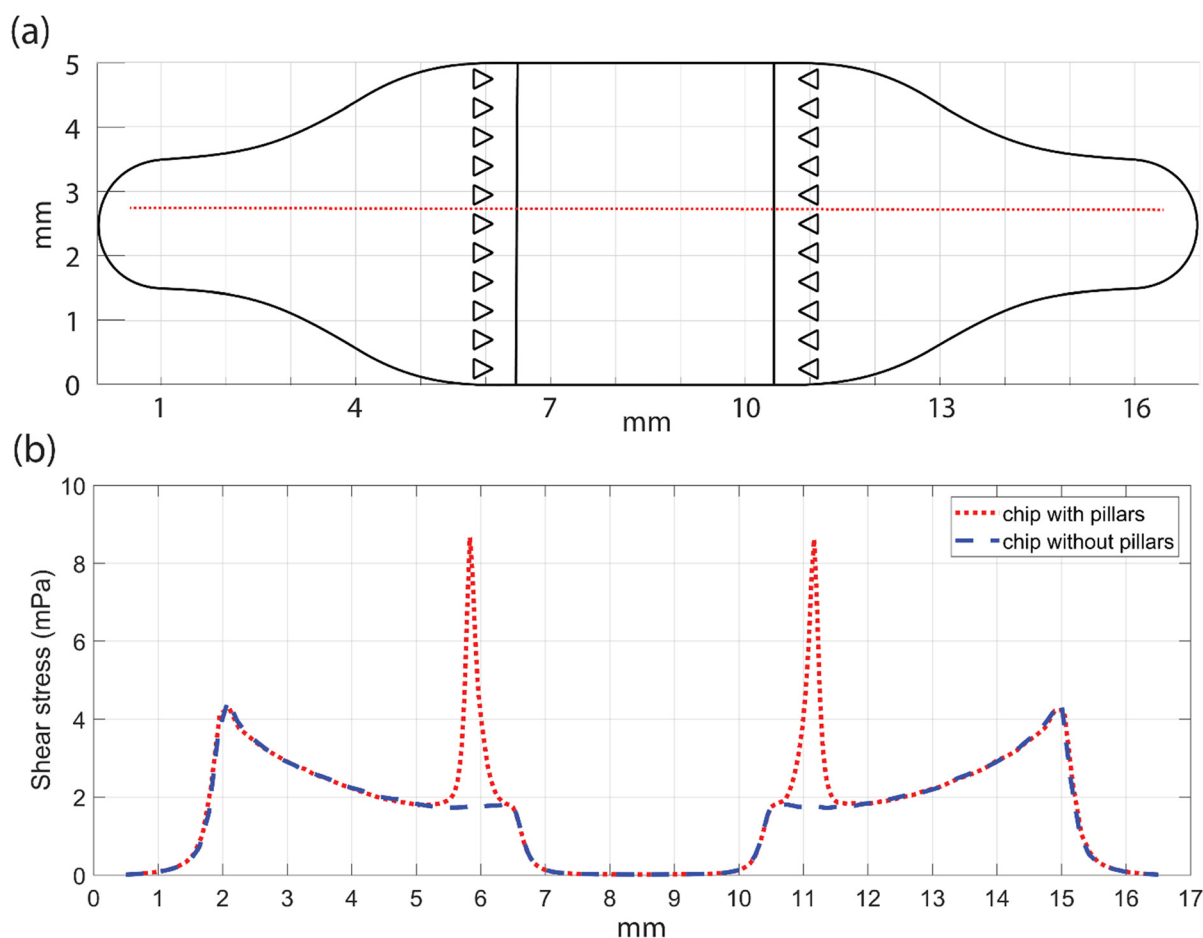 (a)
5
4
3
2
1
0
mm
1 4 7 10 13 16
mm
(b)
10
8
6
4
2
0
Shear stress (mPa)
chip with pillars
chip without pillars
0 1 2 3 4 5 6 7 8 9 10 11 12 13 14 15 16 17
mm